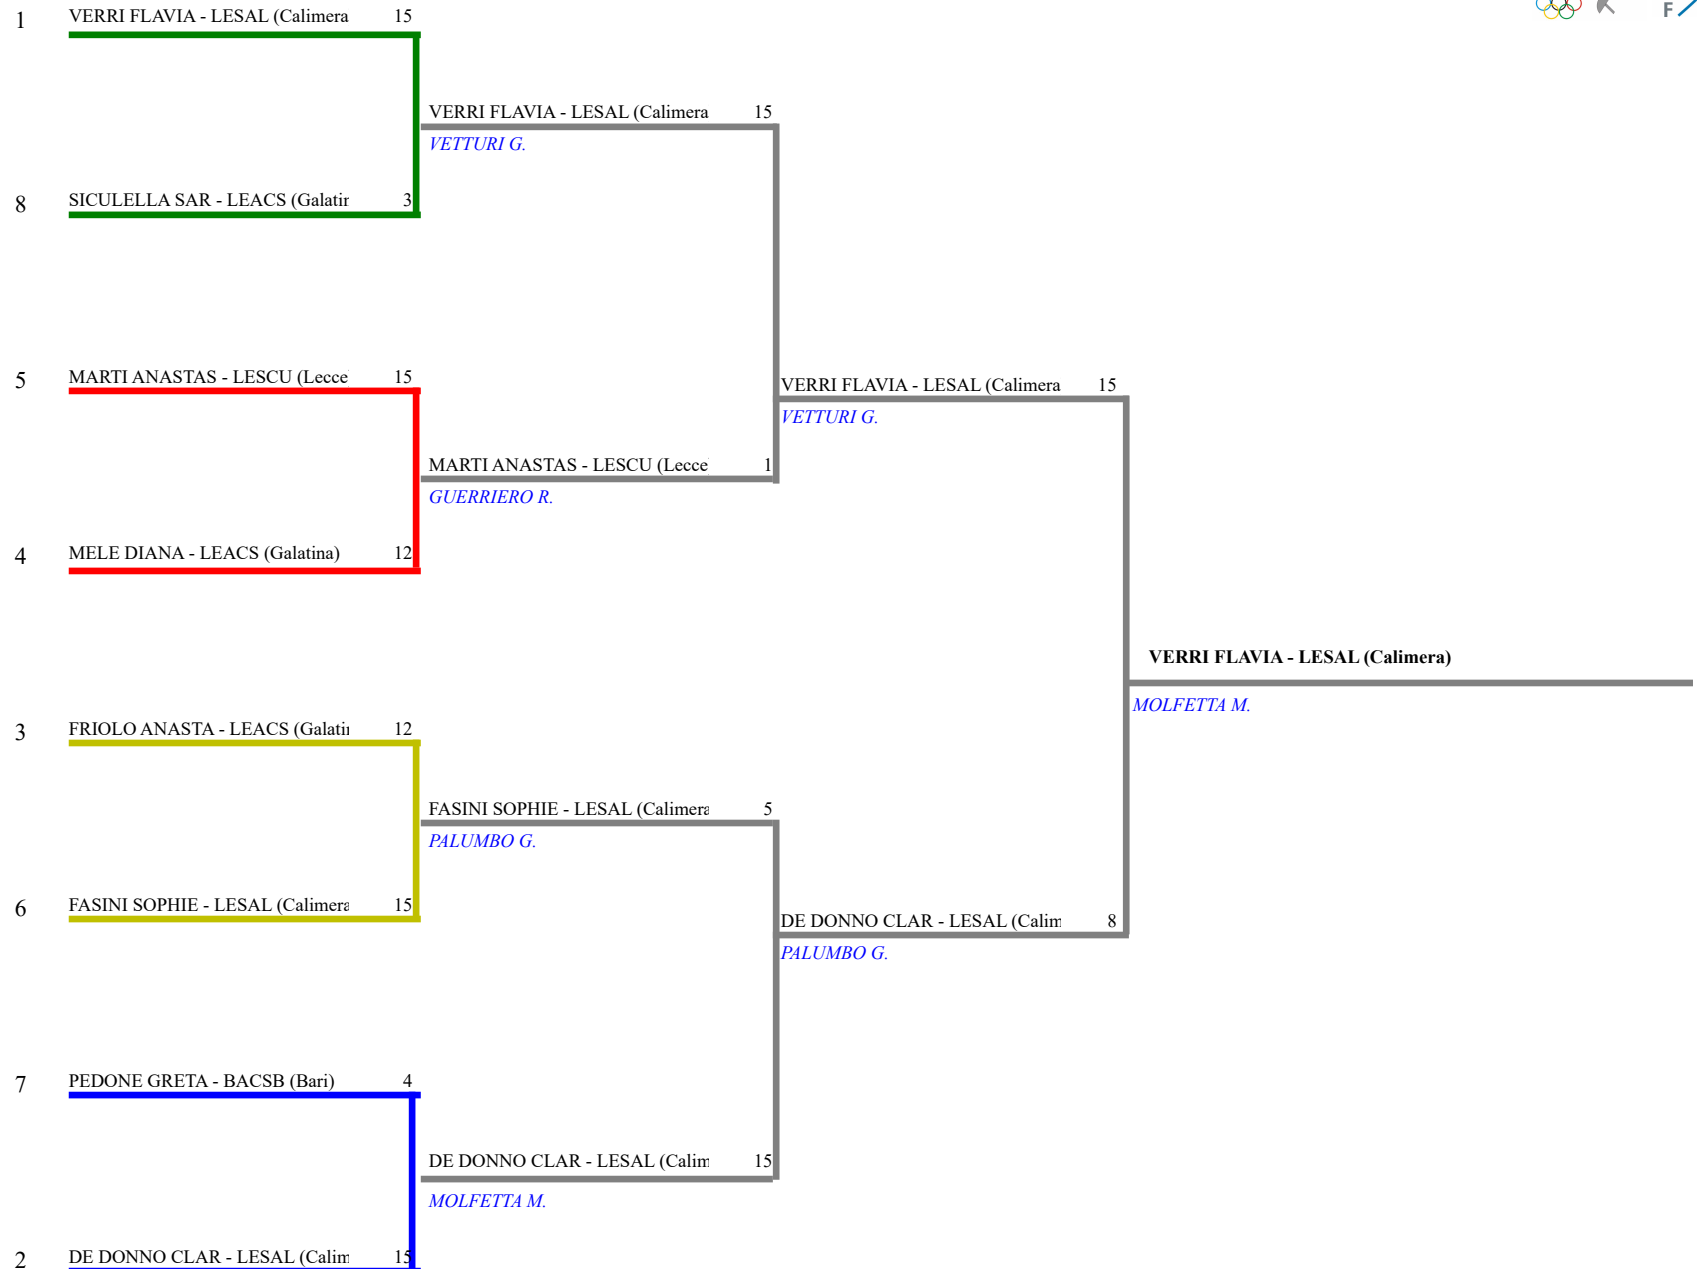 1 VERRI FLAVIA - LESAL (Calimera 15
VERRI FLAVIA - LESAL (Calimera 15
VETTURI G.
8 SICULELLA SAR - LEACS (Galatin 3
5 MARTI ANASTAS - LESCU (Lecce 15
VERRI FLAVIA - LESAL (Calimera 15
VETTURI G.
MARTI ANASTAS - LESCU (Lecce 1
GUERRIERO R.
4 MELE DIANA - LEACS (Galatina) 12
VERRI FLAVIA - LESAL (Calimera)
MOLFETTA M.
3 FRIOLO ANASTA - LEACS (Galatin 12
FASINI SOPHIE - LESAL (Calimera 5
PALUMBO G.
6 FASINI SOPHIE - LESAL (Calimera 15
DE DONNO CLAR - LESAL (Calim 8
PALUMBO G.
7 PEDONE GRETA - BACSB (Bari) 4
DE DONNO CLAR - LESAL (Calim 15
MOLFETTA M.
2 DE DONNO CLAR - LESAL (Calim 15
F